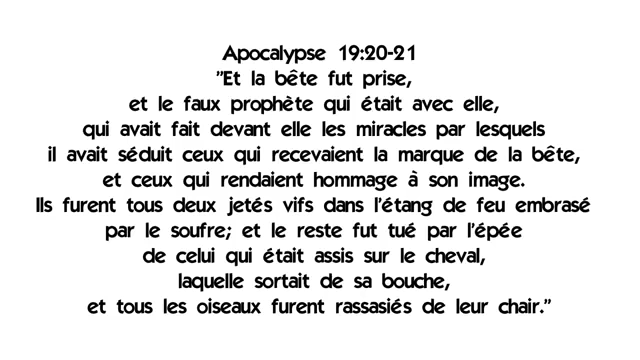 Apocalypse 19:20-21
"Et la bête fut prise,
et le faux prophète qui était avec elle,
qui avait fait devant elle les miracles par lesquels
il avait séduit ceux qui recevaient la marque de la bête,
et ceux qui rendaient hommage à son image.
Ils furent tous deux jetés vifs dans l'étang de feu embrasé
par le soufre; et le reste fut tué par l'épée
de celui qui était assis sur le cheval,
laquelle sortait de sa bouche,
et tous les oiseaux furent rassasiés de leur chair."